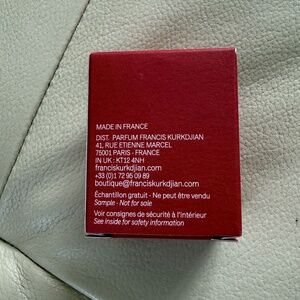 MADE IN FRANCE
DIST. PARFUM FRANCIS KURKDJIAN
41, RUE ETIENNE MARCEL
75001 PARIS - FRANCE
IN UK : KT12 4NH
franciskurkdjian.com
+33 (0)1 72 95 09 89
boutique@franciskurkdjian.com
Échantillon gratuit - Ne peut être vendu
Sample - Not for sale
Voir consignes de sécurité à l'intérieur
See inside for safety information